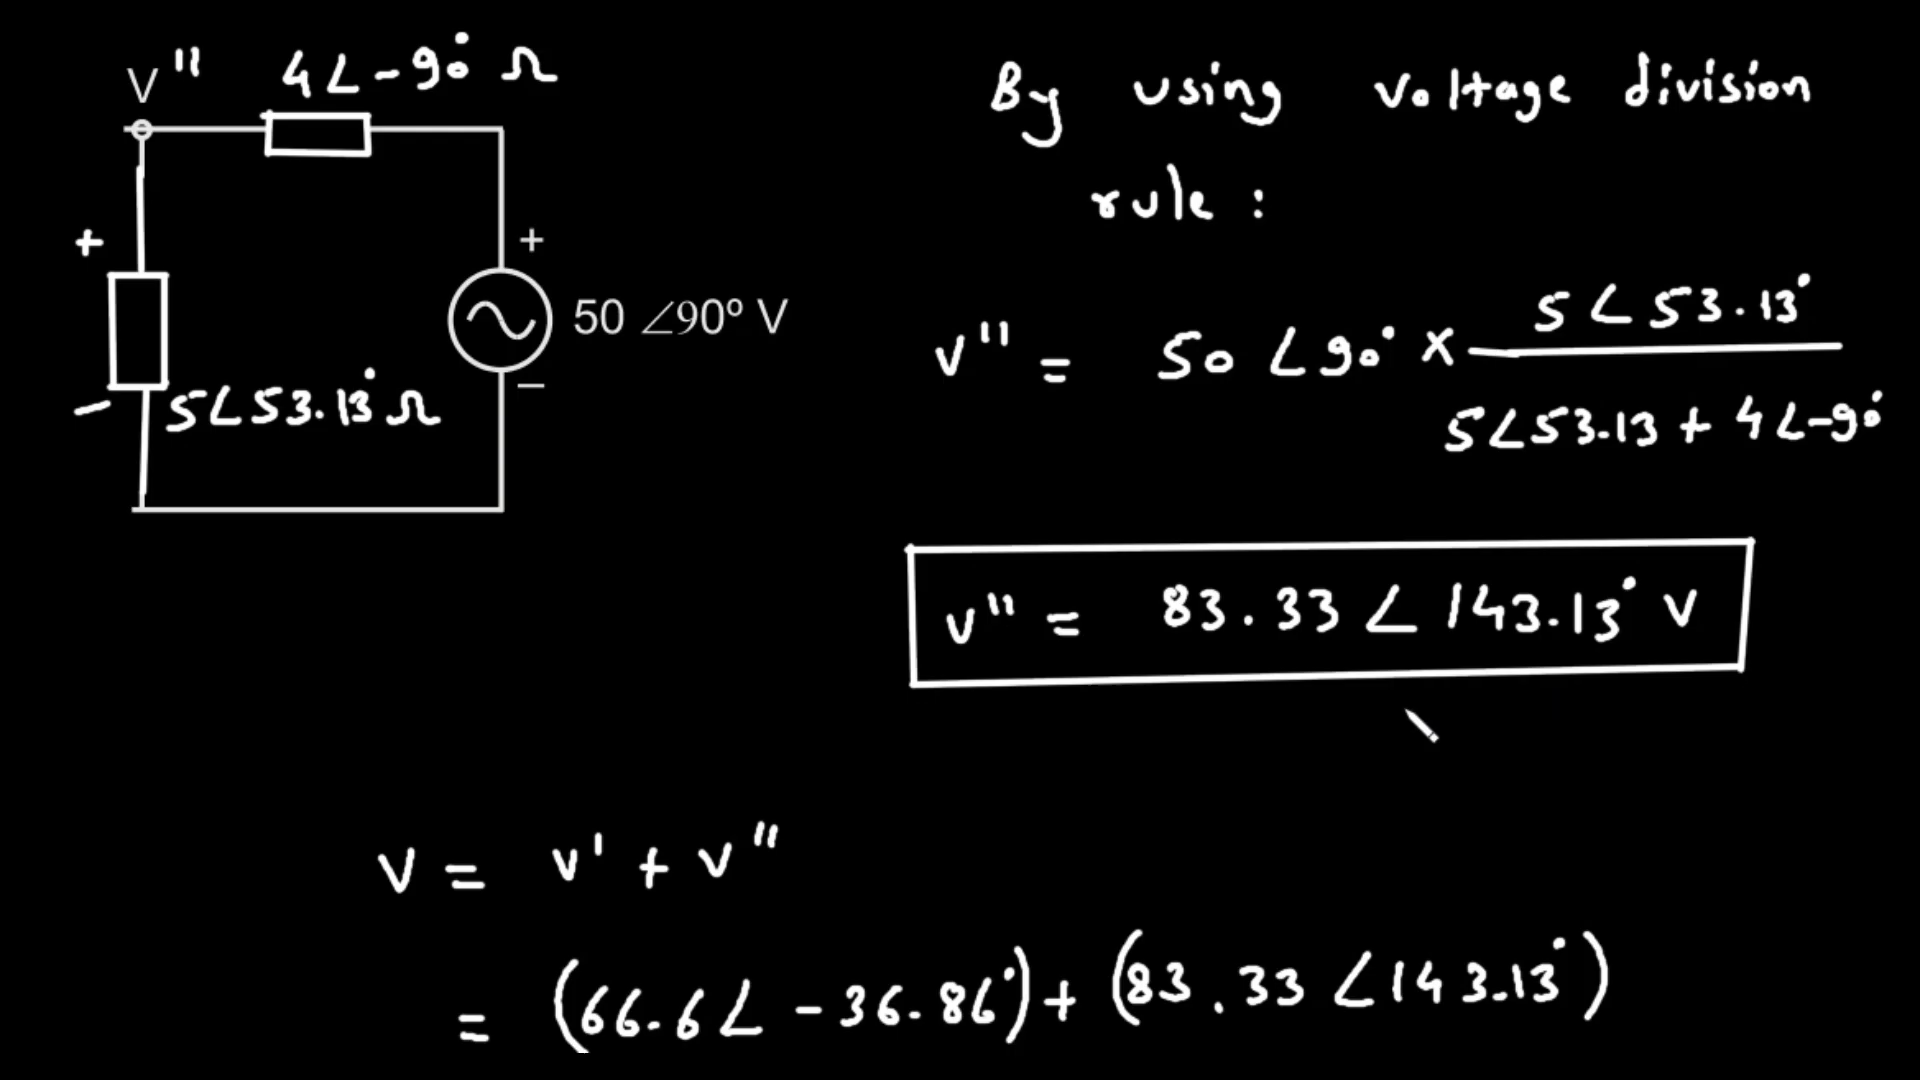 V" 4∠-90° Ω
+
5∠53.13° Ω
-
+
50 ∠90º V
−
By using voltage division
rule :
V" = 50 ∠90° x 5∠53.13° / 5∠53.13 + 4∠-90°
V" = 83.33 ∠ 143.13° V
V = V' + V"
= (66.6∠ -36.86°) + (83.33 ∠143.13°)